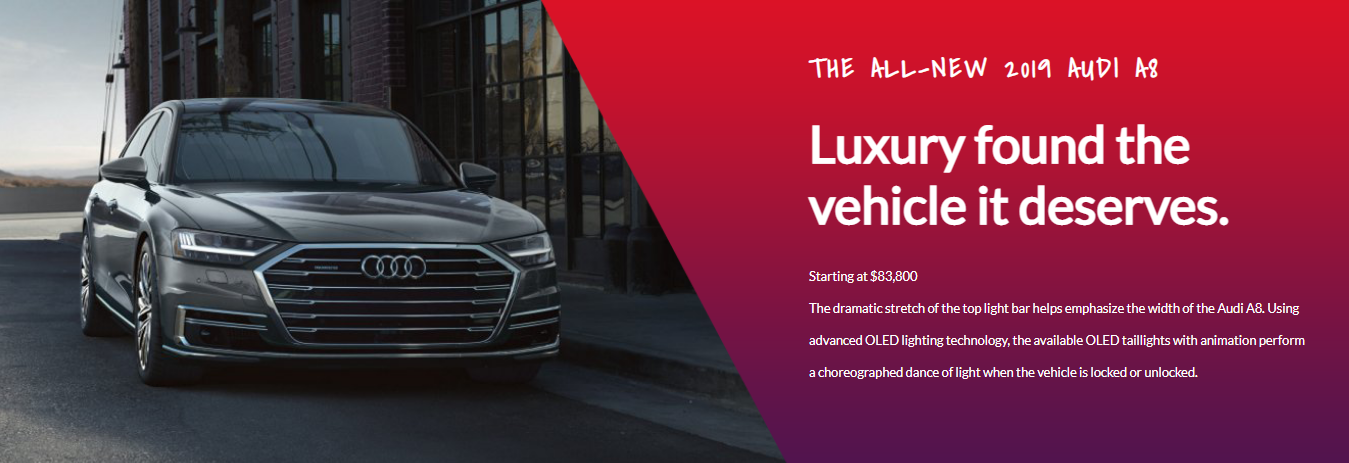 THE ALL-NEW 2019 AUDI A8
Luxury found the
vehicle it deserves.
Starting at $83,800
The dramatic stretch of the top light bar helps emphasize the width of the Audi A8. Using
advanced OLED lighting technology, the available OLED taillights with animation perform
a choreographed dance of light when the vehicle is locked or unlocked.